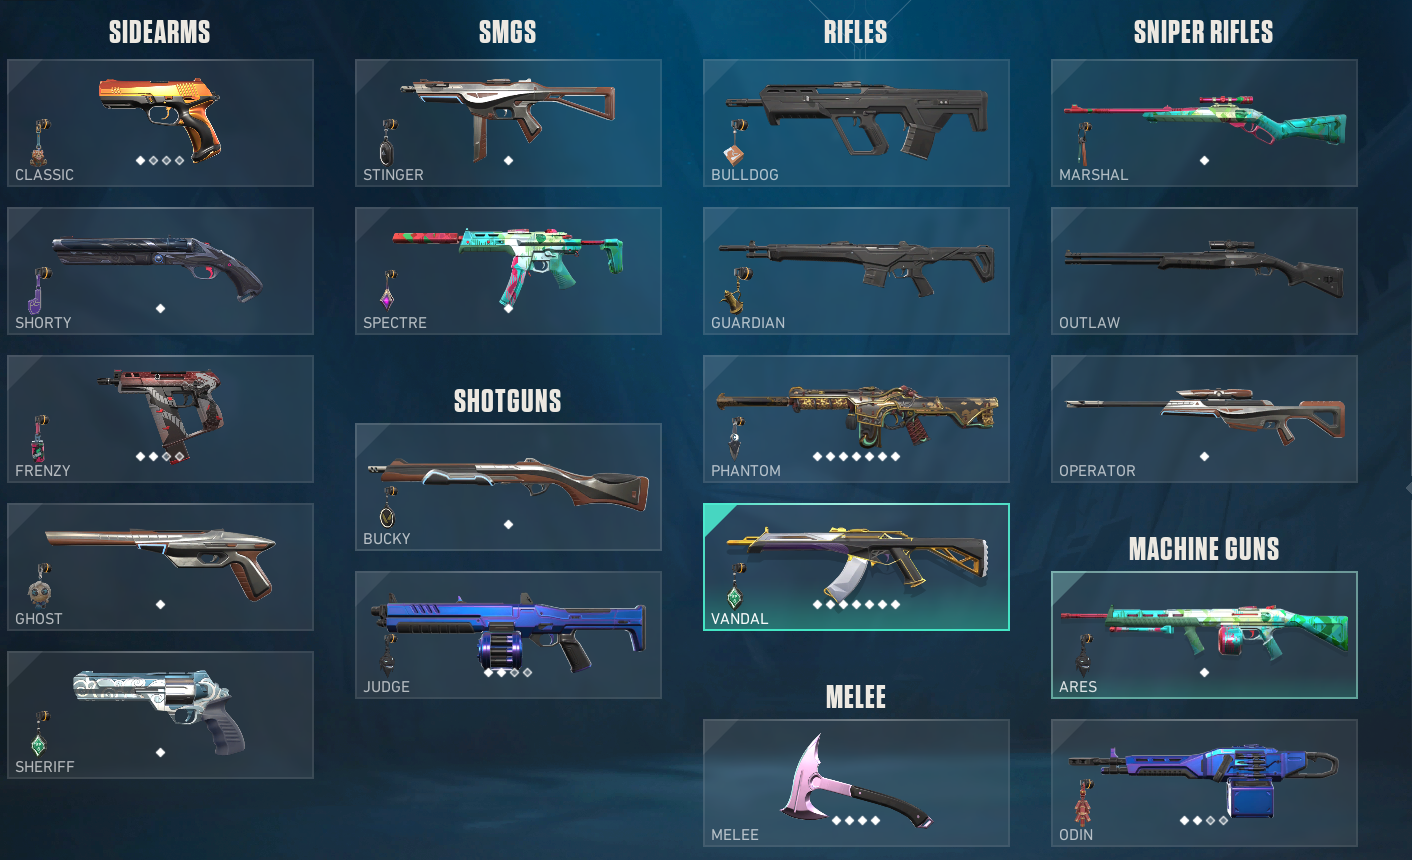 SIDEARMS
CLASSIC
SHORTY
FRENZY
GHOST
SHERIFF
SMGS
STINGER
SPECTRE
SHOTGUNS
BUCKY
JUDGE
RIFLES
BULLDOG
GUARDIAN
PHANTOM
VANDAL
MELEE
MELEE
SNIPER RIFLES
MARSHAL
OUTLAW
OPERATOR
MACHINE GUNS
ARES
ODIN